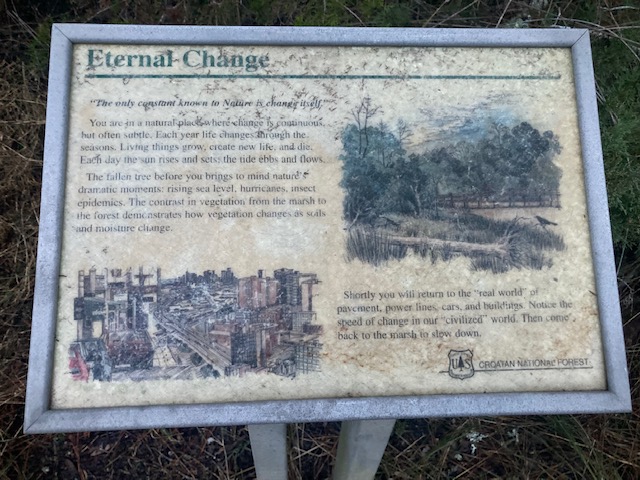 Eternal Change
"The only constant known to Nature is change itself.
You are in a natural place where change is continuous,
but often subtle. Each year life changes through the
seasons. Living things grow, create new life, and die.
Each day the sun rises and sets; the tide ebbs and flows.
The fallen tree before you brings to mind nature's
dramatic moments: rising sea level, hurricanes, insect
epidemics. The contrast in vegetation from the marsh to
the forest demonstrates how vegetation changes as soils
and moisture change.
Shortly you will return to the "real world" of
pavement, power lines, cars, and buildings. Notice the
speed of change in our "civilized" world. Then come
back to the marsh to slow down.
U S
CROATAN NATIONAL FOREST